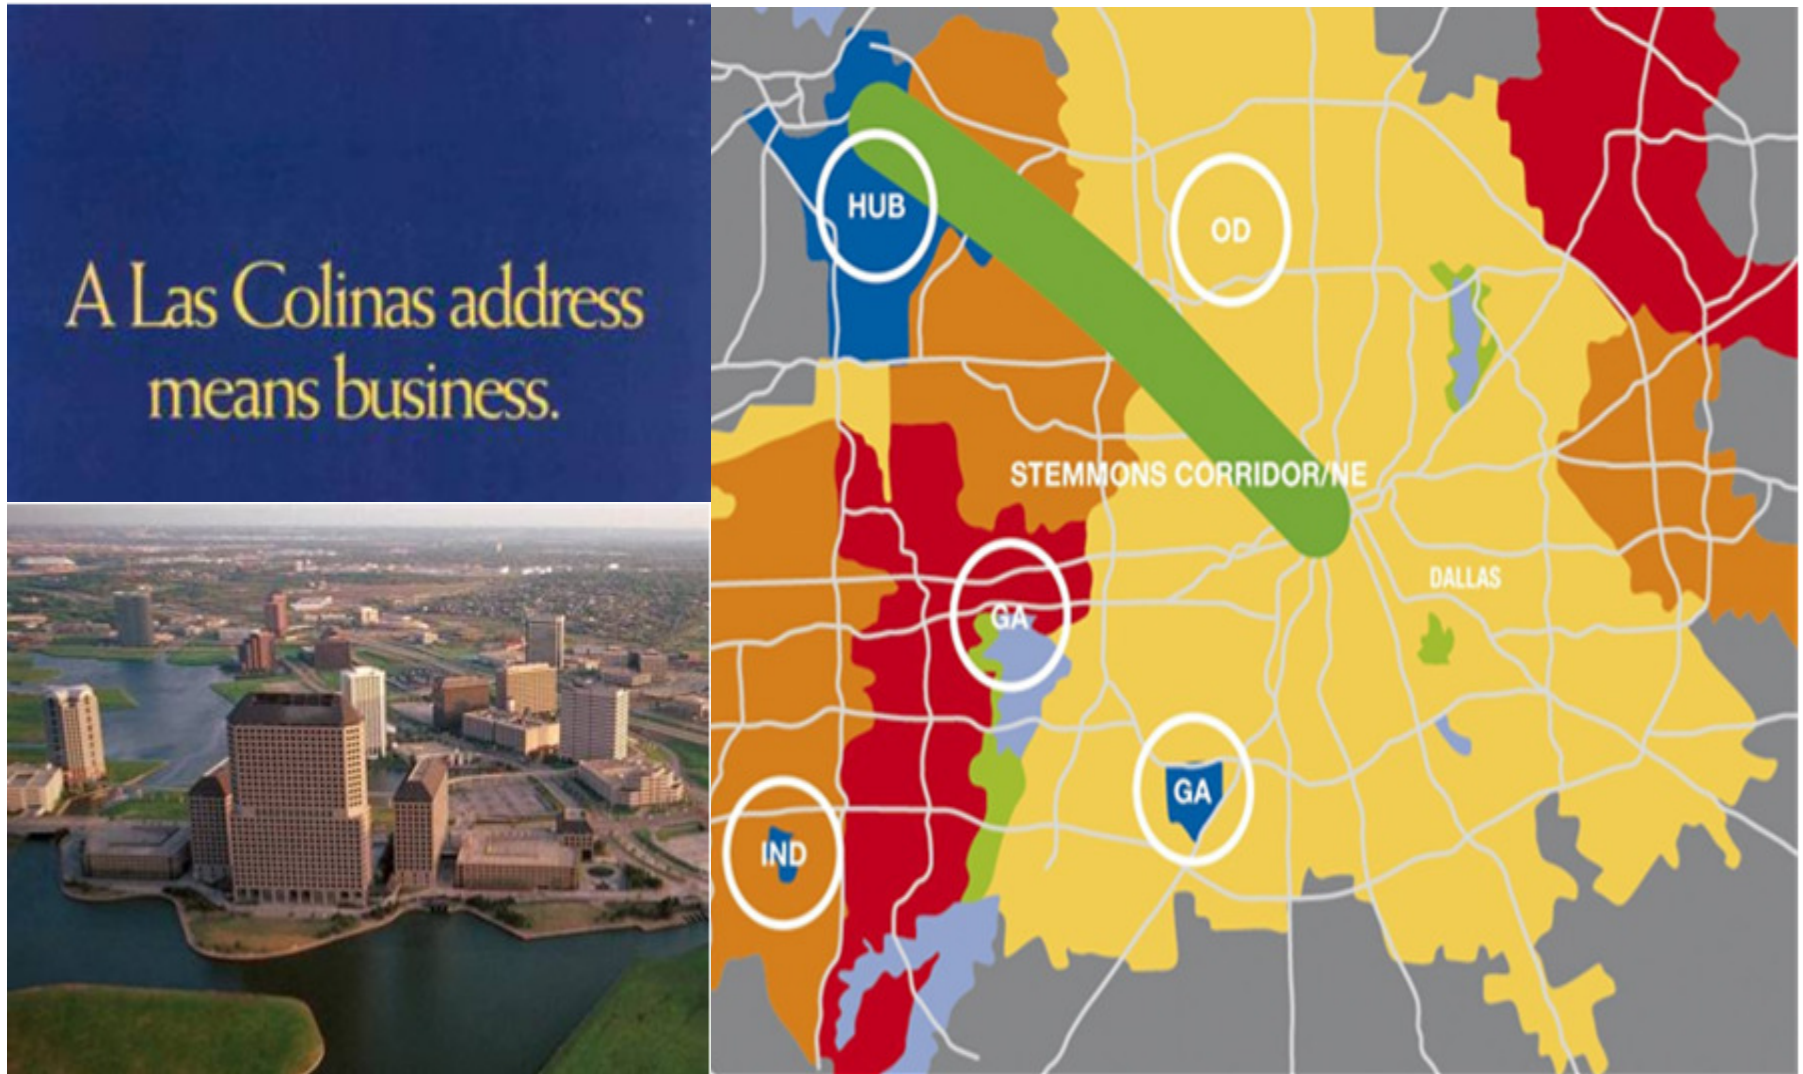 A Las Colinas address
means business.
HUB
OD
STEMMONS CORRIDOR/NE
GA
DALLAS
GA
IND